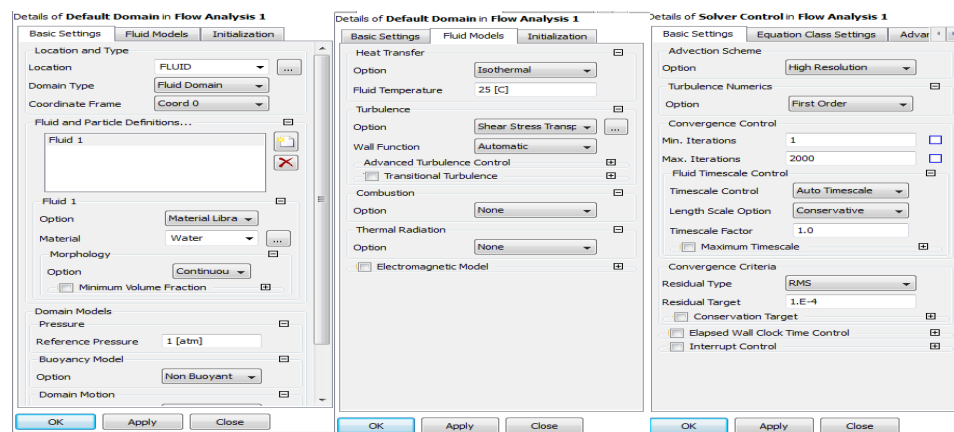 Details of Default Domain in Flow Analysis 1
Basic Settings Fluid Models Initialization
Location and Type
Location FLUID ...
Domain Type Fluid Domain
Coordinate Frame Coord 0
Fluid and Particle Definitions...
Fluid 1
Fluid 1
Option Material Libra
Material Water ...
Morphology
Option Continuou
Minimum Volume Fraction
Domain Models
Pressure
Reference Pressure 1 [atm]
Buoyancy Model
Option Non Buoyant
Domain Motion
OK Apply Close
Details of Default Domain in Flow Analysis 1
Basic Settings Fluid Models Initialization
Heat Transfer
Option Isothermal
Fluid Temperature 25 [C]
Turbulence
Option Shear Stress Transp ...
Wall Function Automatic
Advanced Turbulence Control
Transitional Turbulence
Combustion
Option None
Thermal Radiation
Option None
Electromagnetic Model
OK Apply Close
Details of Solver Control in Flow Analysis 1
Basic Settings Equation Class Settings Advar
Advection Scheme
Option High Resolution
Turbulence Numerics
Option First Order
Convergence Control
Min. Iterations 1
Max. Iterations 2000
Fluid Timescale Control
Timescale Control Auto Timescale
Length Scale Option Conservative
Timescale Factor 1.0
Maximum Timescale
Convergence Criteria
Residual Type RMS
Residual Target 1.E-4
Conservation Target
Elapsed Wall Clock Time Control
Interrupt Control
OK Apply Close